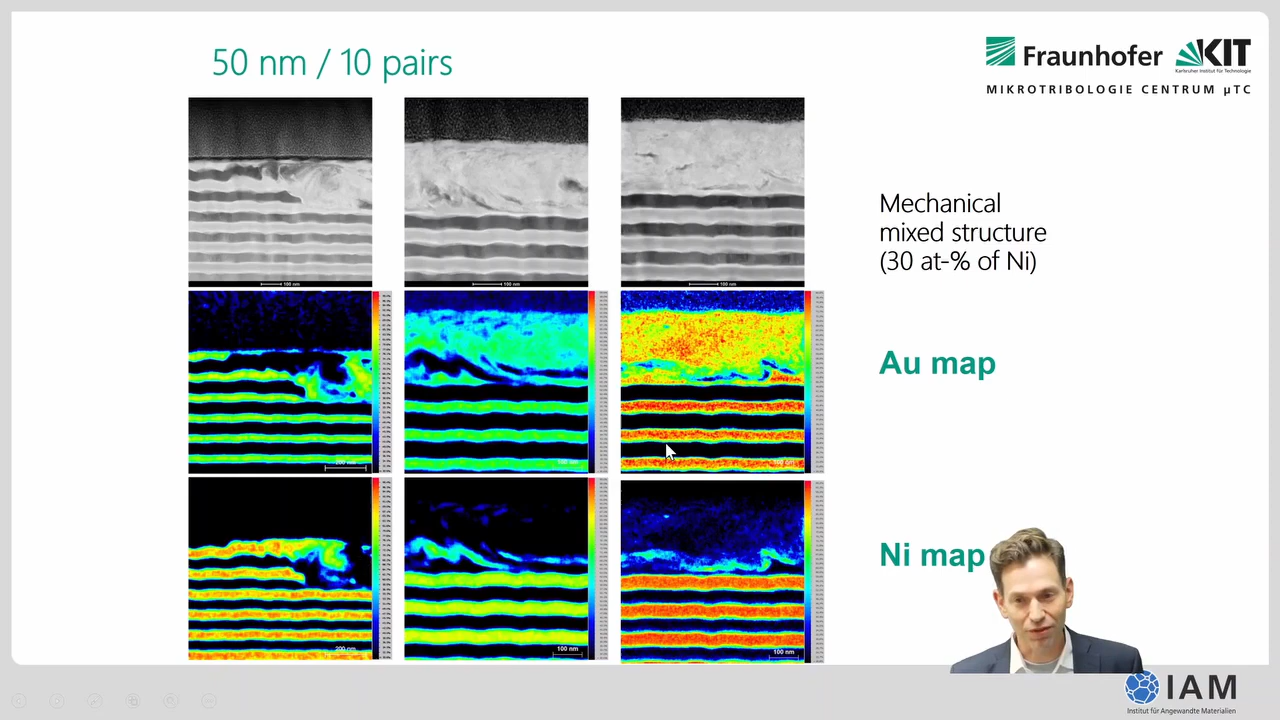 50 nm / 10 pairs
Fraunhofer
KIT
Karlsruher Institut für Technologie
MIKROTRIBOLOGIE CENTRUM µTC
Mechanical
mixed structure
(30 at-% of Ni)
100 nm
100 nm
100 nm
Au map
200 nm
100 nm
100 nm
Ni map
200 nm
100 nm
100 nm
IAM
Institut für Angewandte Materialien